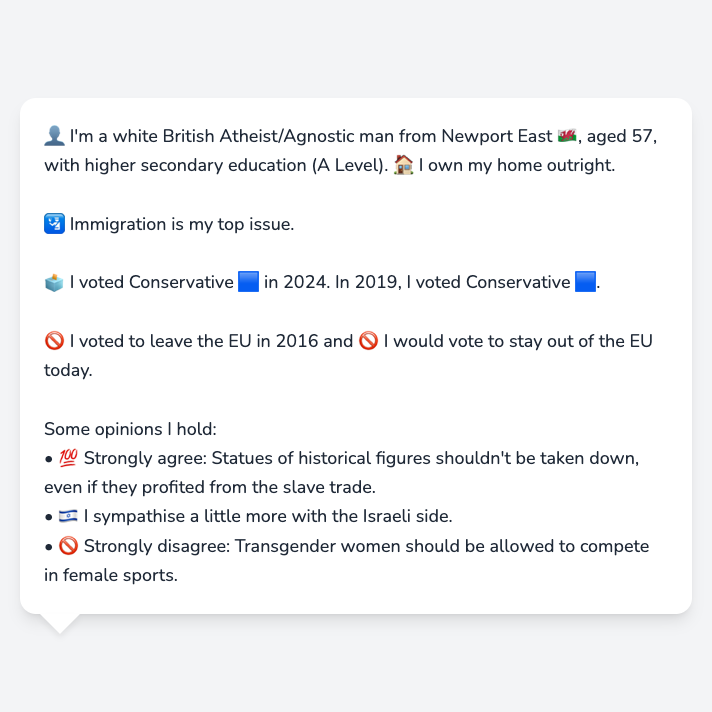 👤 I'm a white British Atheist/Agnostic man from Newport East 🏴󠁧󠁢󠁷󠁬󠁳󠁿, aged 57,
with higher secondary education (A Level). 🏠 I own my home outright.
🛂 Immigration is my top issue.
🗳️ I voted Conservative 🟦 in 2024. In 2019, I voted Conservative 🟦.
🚫 I voted to leave the EU in 2016 and 🚫 I would vote to stay out of the EU
today.
Some opinions I hold:
• 💯 Strongly agree: Statues of historical figures shouldn't be taken down,
even if they profited from the slave trade.
• 🇮🇱 I sympathise a little more with the Israeli side.
• 🚫 Strongly disagree: Transgender women should be allowed to compete
in female sports.